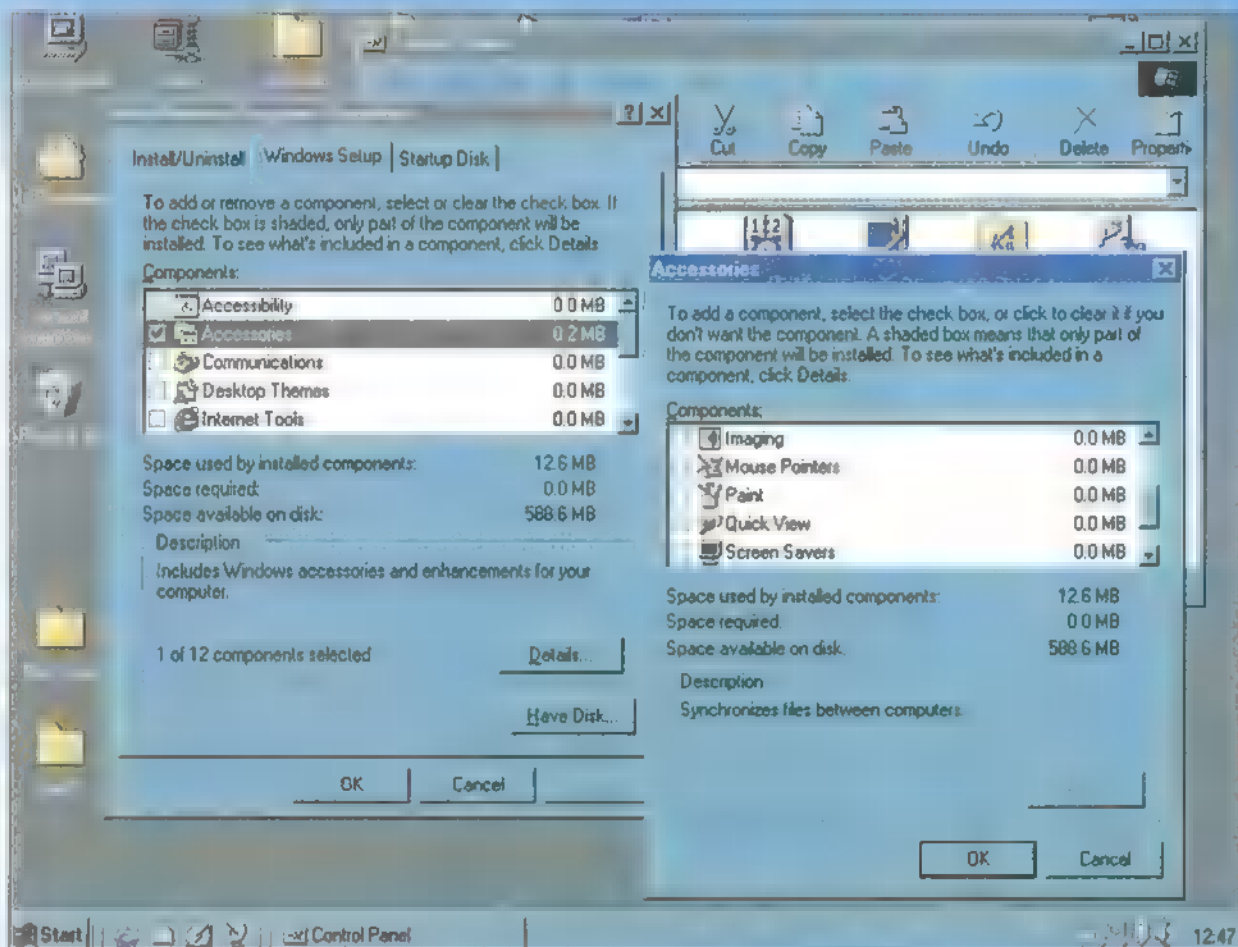 Cut
Copy
Paste
Undo
Delete
Install/Uninstall
Windows Setup
Startup Disk
To add or remove a component, select or clear the check box. If
the check box is shaded, only part of the component will be
installed. To see what's included in a component, click Details
Components:
Accessibility 0.0 MB
Accessories 0.2 MB
Communications 0.0 MB
Desktop Themes 0.0 MB
Internet Tools 0.0 MB
Space used by installed components: 12.6 MB
Space required: 0.0 MB
Space available on disk: 588.6 MB
Description
Includes Windows accessories and enhancements for your
computer.
1 of 12 components selected
Details...
Have Disk...
OK
Cancel
Accessories
To add a component, select the check box, or click to clear it if you
don't want the component. A shaded box means that only part of
the component will be installed. To see what's included in a
component, click Details
Components:
Imaging 0.0 MB
Mouse Pointers 0.0 MB
Paint 0.0 MB
Quick View 0.0 MB
Screen Savers 0.0 MB
Space used by installed components: 12.6 MB
Space required. 0.0 MB
Space available on disk. 588.6 MB
Description
Synchronizes files between computers.
OK
Cancel
Start
Control Panel
12:47